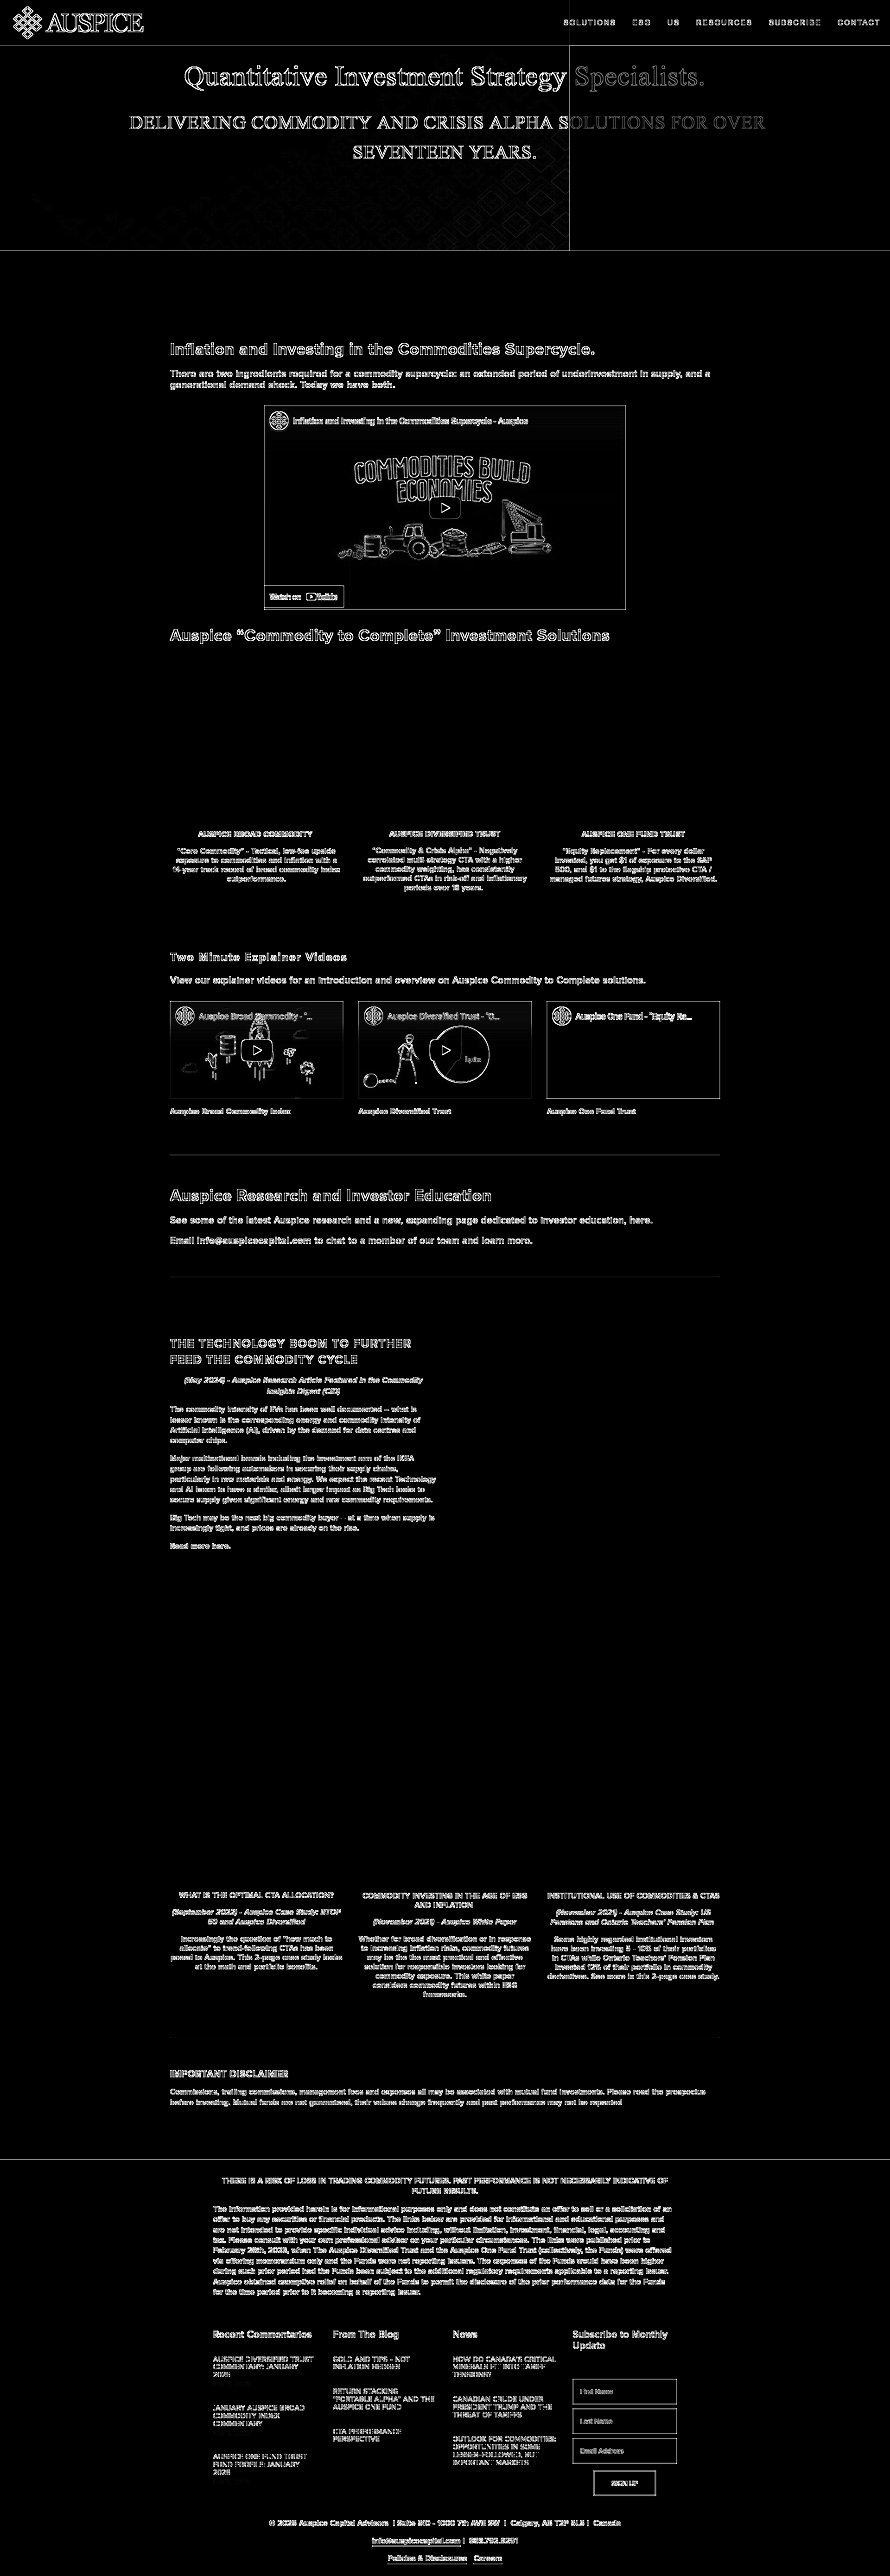 AUSPICE
SOLUTIONS ESG US RESOURCES SUBSCRIBE CONTACT
Quantitative Investment Strategy Specialists.
DELIVERING COMMODITY AND CRISIS ALPHA SOLUTIONS FOR OVER
SEVENTEEN YEARS.
Inflation and Investing in the Commodities Supercycle.
There are two ingredients required for a commodity supercycle: an extended period of underinvestment in supply, and a
generational demand shock. Today we have both.
Inflation and Investing in the Commodities Supercycle - Auspice
COMMODITIES BUILD
ECONOMIES
Watch on YouTube
Auspice “Commodity to Complete” Investment Solutions
AUSPICE BROAD COMMODITY
“Core Commodity” - Tactical, low-fee upside
exposure to commodities and inflation with a
14-year track record of broad commodity index
outperformance.
AUSPICE DIVERSIFIED TRUST
“Commodity & Crisis Alpha” - Negatively
correlated multi-strategy CTA with a higher
commodity weighting, has consistently
outperformed CTAs in risk-off and inflationary
periods over 18 years.
AUSPICE ONE FUND TRUST
“Equity Replacement” - For every dollar
invested, you get $1 of exposure to the S&P
500, and $1 to the flagship protective CTA /
managed futures strategy, Auspice Diversified.
Two Minute Explainer Videos
View our explainer videos for an introduction and overview on Auspice Commodity to Complete solutions.
Auspice Broad Commodity - "...
Auspice Diversified Trust - "O...
Equities
Auspice One Fund - "Equity Re...
Auspice Broad Commodity Index
Auspice Diversified Trust
Auspice One Fund Trust
Auspice Research and Investor Education
See some of the latest Auspice research and a new, expanding page dedicated to investor education, here.
Email info@auspicecapital.com to chat to a member of our team and learn more.
THE TECHNOLOGY BOOM TO FURTHER
FEED THE COMMODITY CYCLE
(May 2024) - Auspice Research Article Featured in the Commodity
Insights Digest (CID)
The commodity intensity of EVs has been well documented -- what is
lesser known is the corresponding energy and commodity intensity of
Artificial Intelligence (AI), driven by the demand for data centres and
computer chips.
Major multinational brands including the investment arm of the IKEA
group are following automakers in securing their supply chains,
particularly in raw materials and energy. We expect the recent Technology
and AI boom to have a similar, albeit larger impact as Big Tech looks to
secure supply given significant energy and raw commodity requirements.
Big Tech may be the next big commodity buyer -- at a time when supply is
increasingly tight, and prices are already on the rise.
Read more here.
WHAT IS THE OPTIMAL CTA ALLOCATION?
(September 2022) - Auspice Case Study: BTOP
50 and Auspice Diversified
Increasingly the question of "how much to
allocate" to trend-following CTAs has been
posed to Auspice. This 2-page case study looks
at the math and portfolio benefits.
COMMODITY INVESTING IN THE AGE OF ESG
AND INFLATION
(November 2021) - Auspice White Paper
Whether for broad diversification or in response
to increasing inflation risks, commodity futures
may be the the most practical and effective
solution for responsible investors looking for
commodity exposure. This white paper
considers commodity futures within ESG
frameworks.
INSTITUTIONAL USE OF COMMODITIES & CTAS
(November 2021) - Auspice Case Study: US
Pensions and Ontario Teachers' Pension Plan
Some highly regarded institutional investors
have been investing 5 - 10% of their portfolios
in CTAs while Ontario Teachers' Pension Plan
invested 12% of their portfolio in commodity
derivatives. See more in this 2-page case study.
IMPORTANT DISCLAIMER
Commissions, trailing commissions, management fees and expenses all may be associated with mutual fund investments. Please read the prospectus
before investing. Mutual funds are not guaranteed, their values change frequently and past performance may not be repeated
THERE IS A RISK OF LOSS IN TRADING COMMODITY FUTURES. PAST PERFORMANCE IS NOT NECESSARILY INDICATIVE OF
FUTURE RESULTS.
The information provided herein is for informational purposes only and does not constitute an offer to sell or a solicitation of an
offer to buy any securities or financial products. The links below are provided for informational and educational purposes and
are not intended to provide specific individual advice including, without limitation, investment, financial, legal, accounting and
tax. Please consult with your own professional advisor on your particular circumstances. The links were published prior to
February 28th, 2023, when The Auspice Diversified Trust and the Auspice One Fund Trust (collectively, the Funds) were offered
via offering memorandum only and the Funds were not reporting issuers. The expenses of the Funds would have been higher
during such prior period had the Funds been subject to the additional regulatory requirements applicable to a reporting issuer.
Auspice obtained exemptive relief on behalf of the Funds to permit the disclosure of the prior performance data for the Funds
for the time period prior to it becoming a reporting issuer.
Recent Commentaries
AUSPICE DIVERSIFIED TRUST
COMMENTARY: JANUARY
2025
JANUARY AUSPICE BROAD
COMMODITY INDEX
COMMENTARY
AUSPICE ONE FUND TRUST
FUND PROFILE: JANUARY
2025
From The Blog
GOLD AND TIPS – NOT
INFLATION HEDGES
RETURN STACKING
“PORTABLE ALPHA” AND THE
AUSPICE ONE FUND
CTA PERFORMANCE
PERSPECTIVE
News
HOW DO CANADA'S CRITICAL
MINERALS FIT INTO TARIFF
TENSIONS?
CANADIAN CRUDE UNDER
PRESIDENT TRUMP AND THE
THREAT OF TARIFFS
OUTLOOK FOR COMMODITIES:
OPPORTUNITIES IN SOME
LESSER-FOLLOWED, BUT
IMPORTANT MARKETS
Subscribe to Monthly
Update
First Name
Last Name
Email Address
SIGN UP
© 2025 Auspice Capital Advisors | Suite 510 - 1000 7th AVE SW | Calgary, AB T2P 5L5 | Canada
info@auspicecapital.com |
Policies & Disclosures Careers